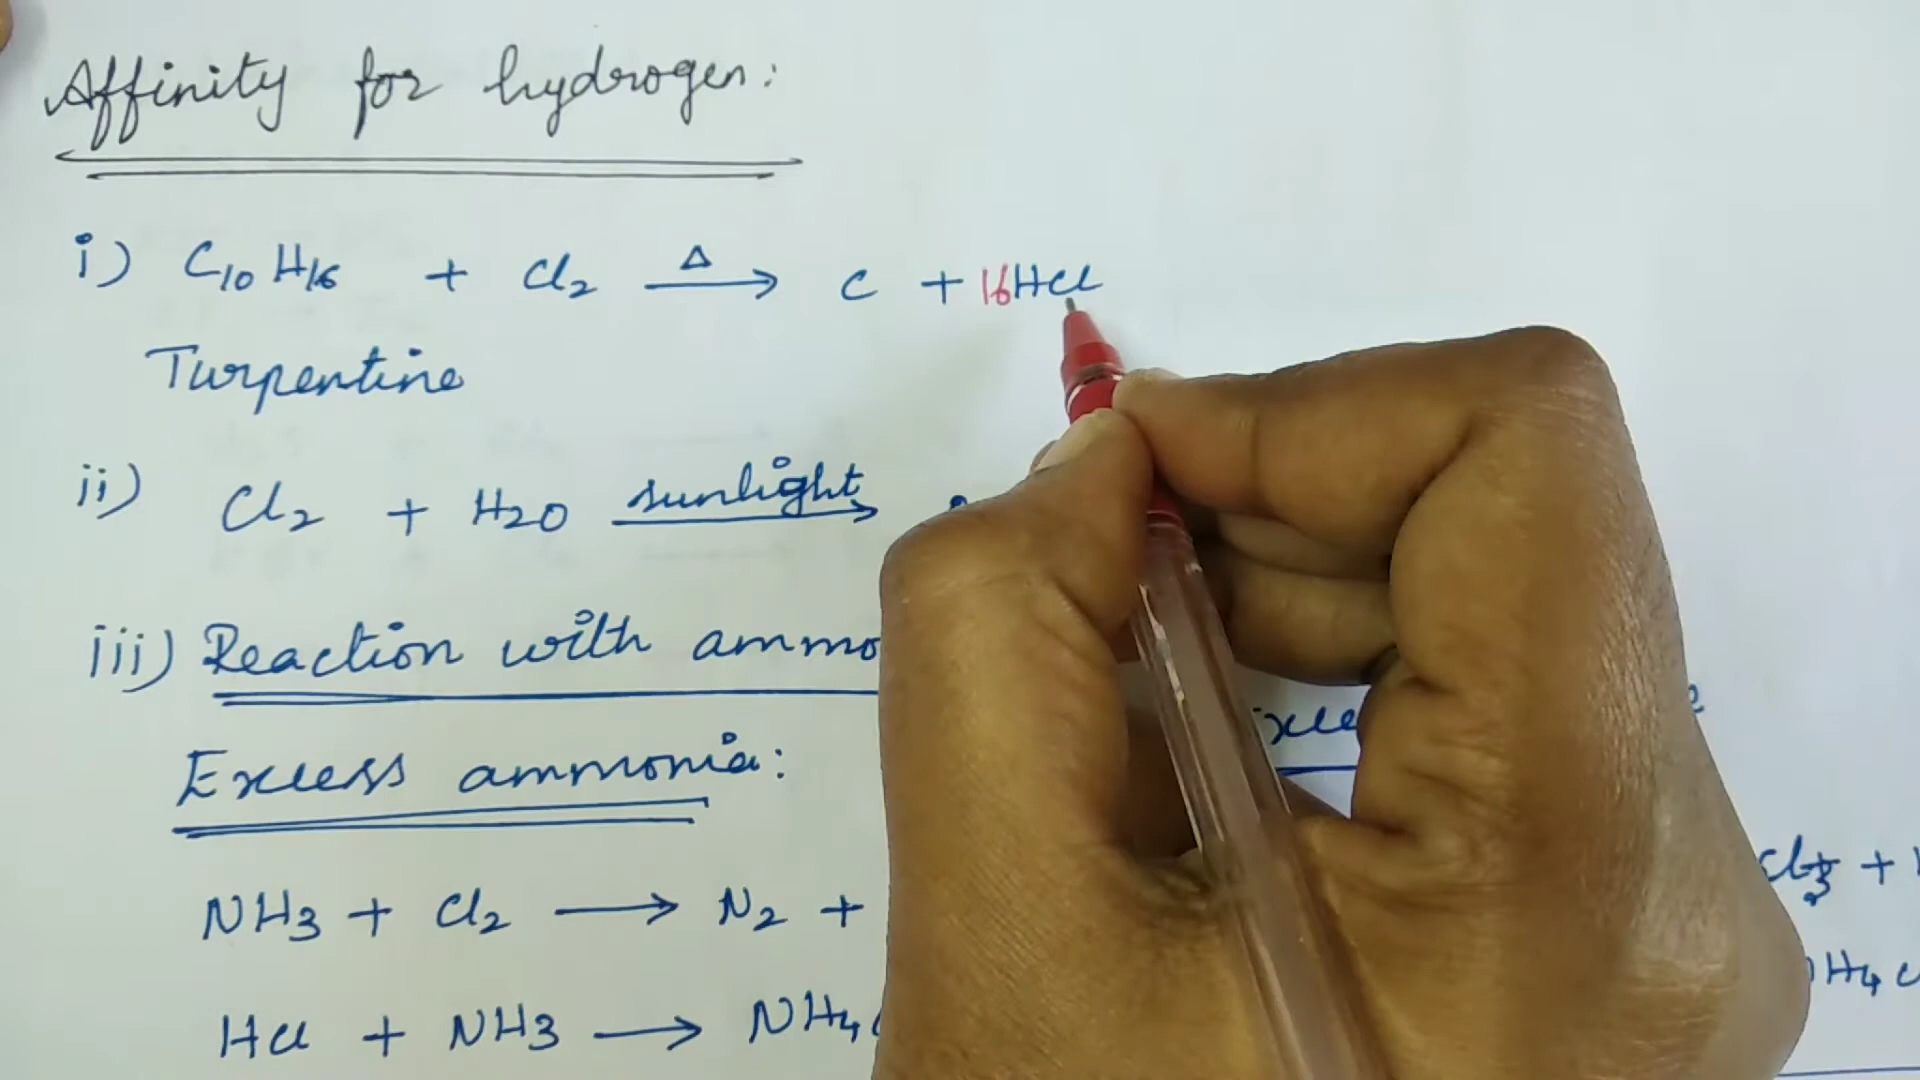 Affinity for hydrogen:
i) C10H16 + Cl2 Δ→ C + 16HCl
Turpentine
ii) Cl2 + H2O sunlight→
iii) Reaction with
Excess ammonia:
NH3 + Cl2 → N2 +
HCl + NH3 → NH4